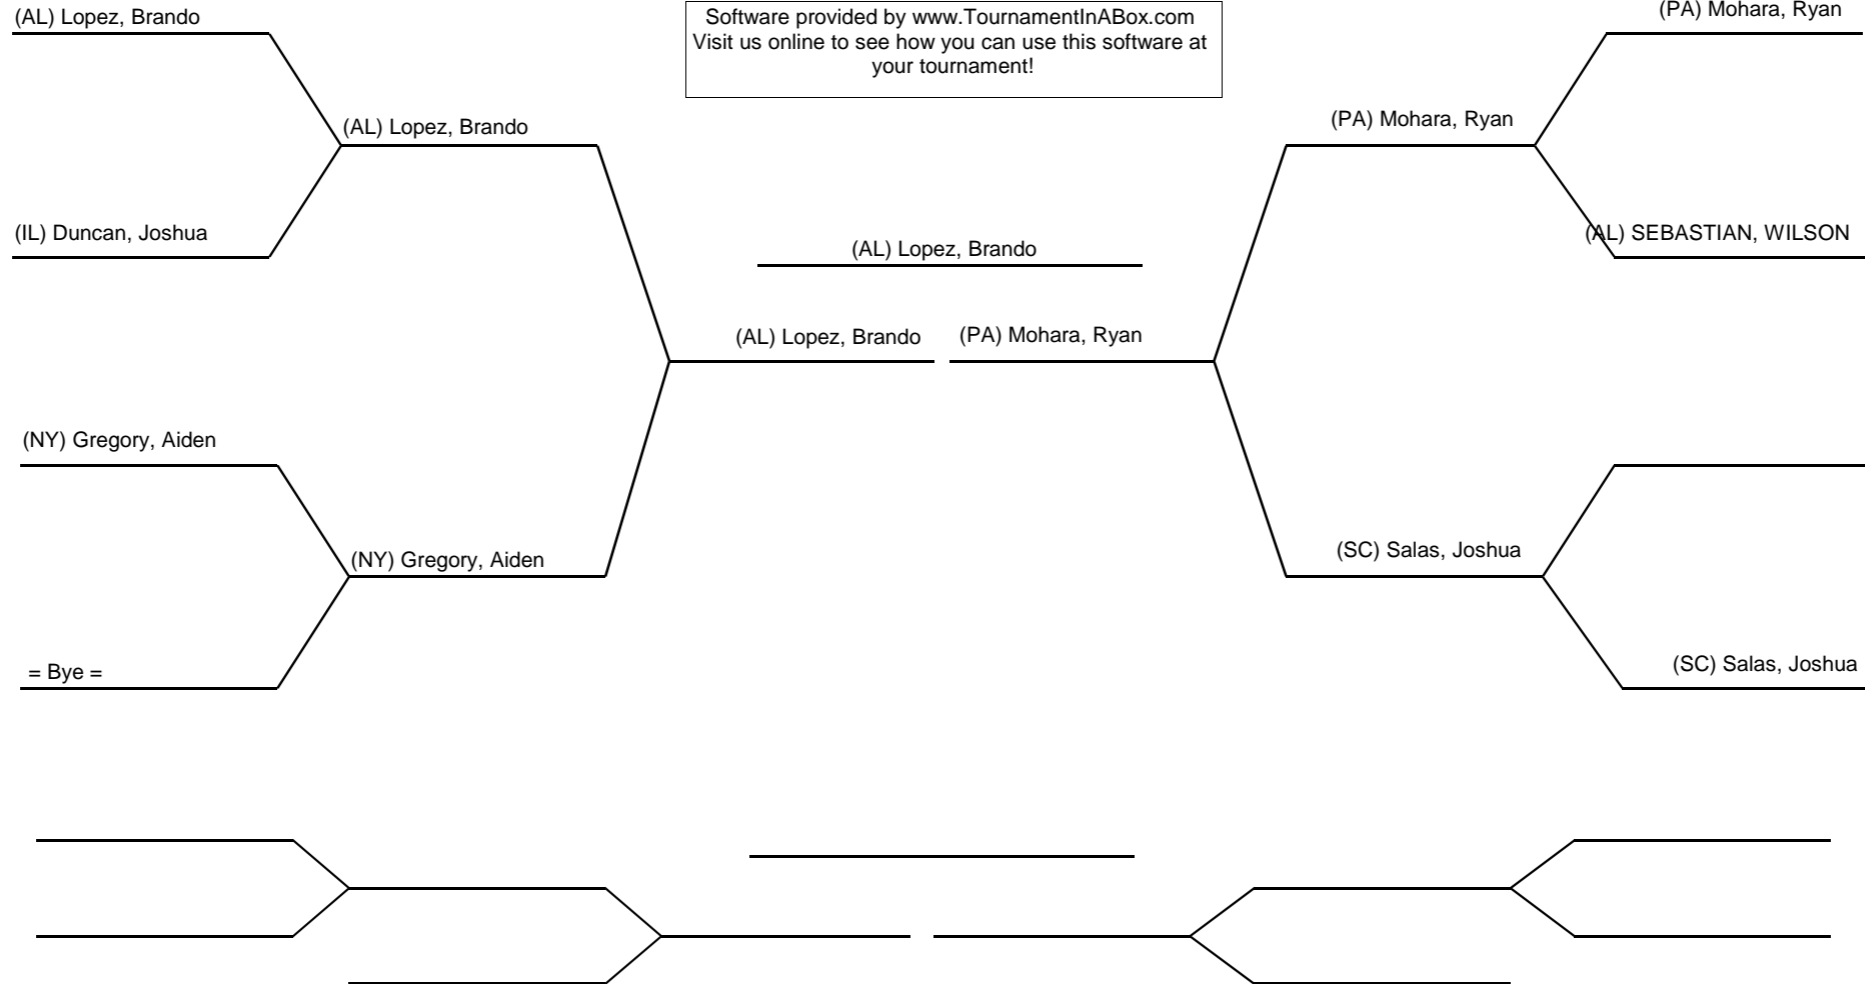 (AL) Lopez, Brando
Software provided by www.TournamentInABox.com
Visit us online to see how you can use this software at
your tournament!
(PA) Mohara, Ryan
(AL) Lopez, Brando
(PA) Mohara, Ryan
(IL) Duncan, Joshua
(AL) Lopez, Brando
(AL) SEBASTIAN, WILSON
(AL) Lopez, Brando
(PA) Mohara, Ryan
(NY) Gregory, Aiden
(NY) Gregory, Aiden
(SC) Salas, Joshua
= Bye =
(SC) Salas, Joshua